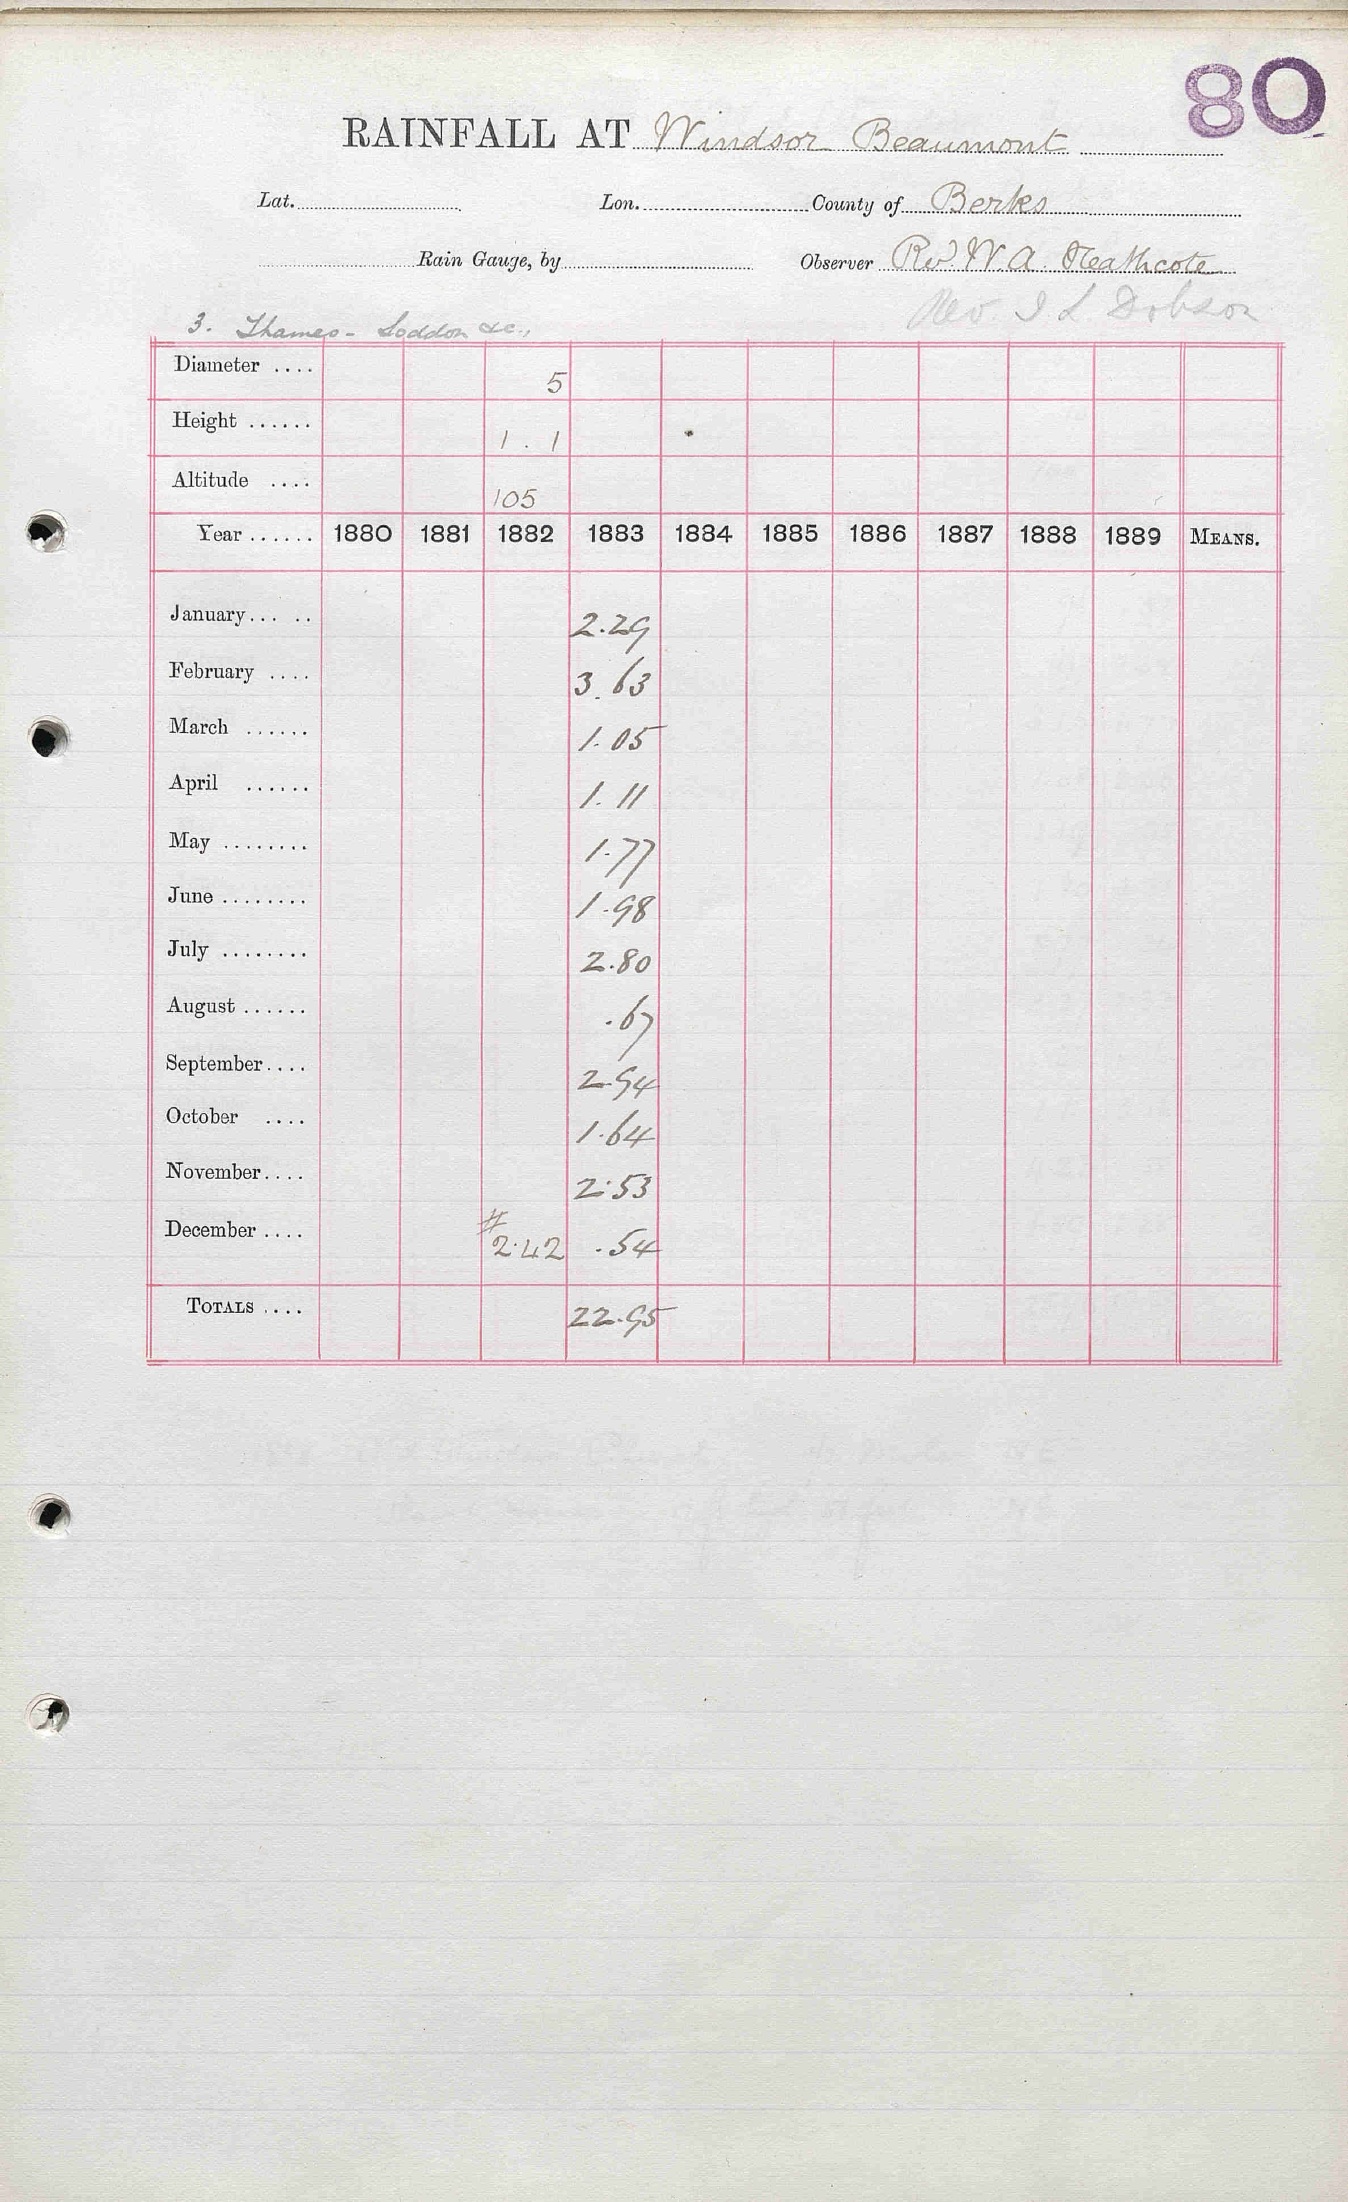 80
RAINFALL AT Windsor Beaumont
Lat. Lon. County of Berks
Rain Gauge, by Observer Revd W. A. Heathcote
Rev. I L Dobson
3. Thames - Loddon &c.,
Diameter .... 5
Height ...... 1 . 1
Altitude .... 105
Year ...... 1880 1881 1882 1883 1884 1885 1886 1887 1888 1889 MEANS.
January... .. 2.29
February .... 3.63
March ...... 1.05
April ...... 1.11
May ........ 1.77
June ........ 1.98
July ........ 2.80
August ...... .67
September.... 2.94
October .... 1.64
November.... 2.53
December .... # 2.42 .54
TOTALS .... 22.95